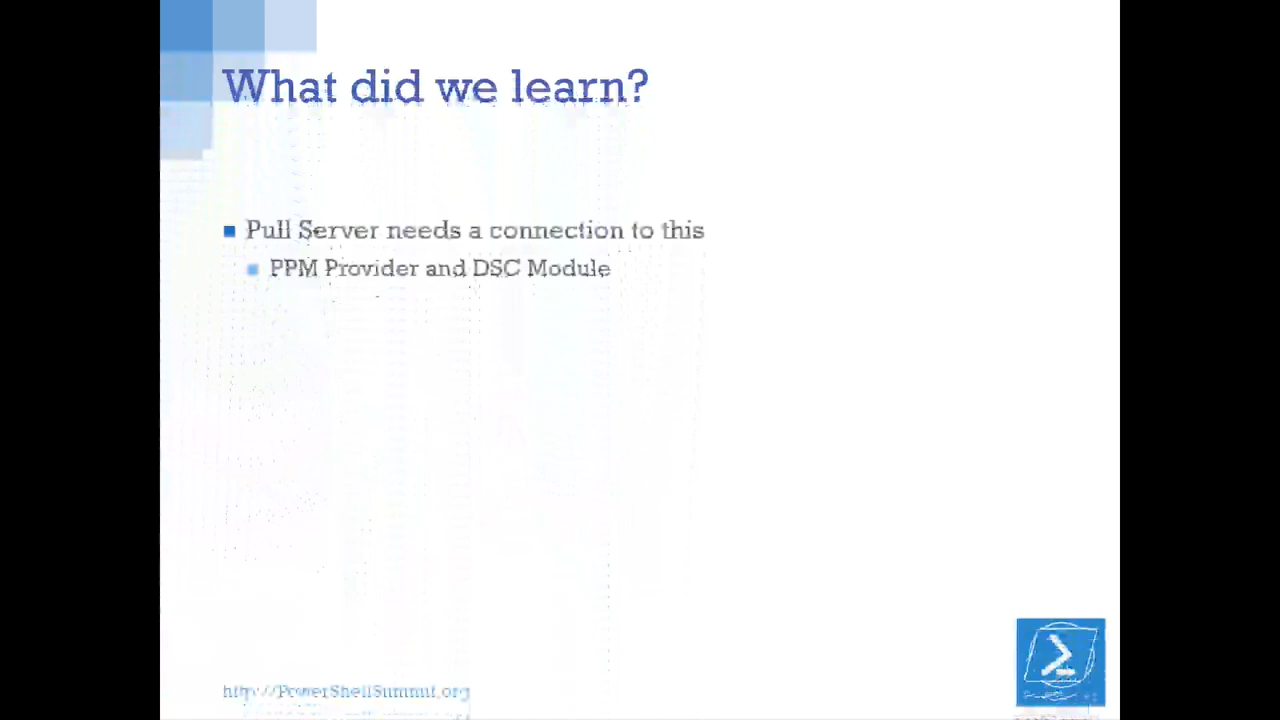 What did we learn?
Pull Server needs a connection to this
PPM Provider and DSC Module
http://PowerShellSummit.org